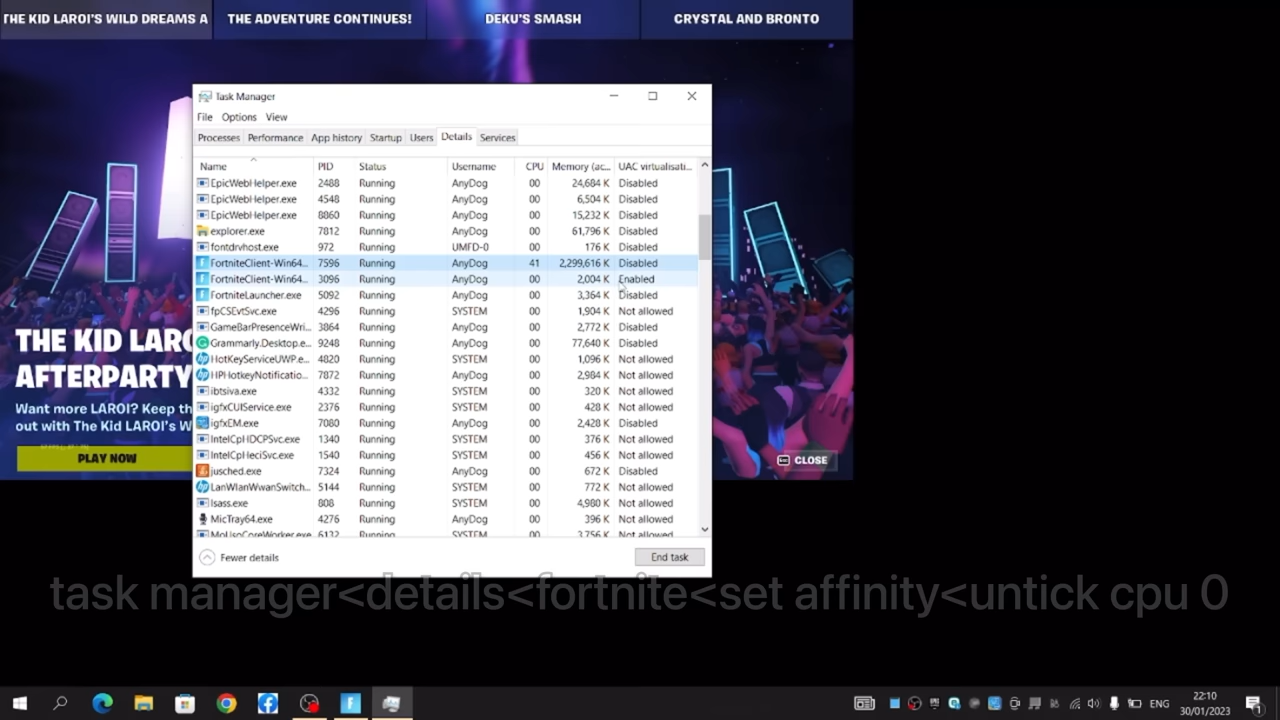 THE KID LAROI'S WILD DREAMS A THE ADVENTURE CONTINUES! DEKU'S SMASH CRYSTAL AND BRONTO
Task Manager
File Options View
Processes Performance App history Startup Users Details Services
Name PID Status Username CPU Memory (ac... UAC virtualisati...
EpicWebHelper.exe 2488 Running AnyDog 00 24,684 K Disabled
EpicWebHelper.exe 4548 Running AnyDog 00 6,504 K Disabled
EpicWebHelper.exe 8860 Running AnyDog 00 15,232 K Disabled
explorer.exe 7812 Running AnyDog 00 61,796 K Disabled
fontdrvhost.exe 972 Running UMFD-0 00 176 K Disabled
FortniteClient-Win64... 7596 Running AnyDog 41 2,299,616 K Disabled
FortniteClient-Win64... 3096 Running AnyDog 00 2,004 K Enabled
FortniteLauncher.exe 5092 Running AnyDog 00 3,364 K Disabled
fpCSEvtSvc.exe 4296 Running SYSTEM 00 1,904 K Not allowed
GameBarPresenceWri... 3864 Running AnyDog 00 2,772 K Disabled
Grammarly.Desktop.e... 9248 Running AnyDog 00 77,640 K Disabled
HotKeyServiceUWP.e... 4820 Running SYSTEM 00 1,096 K Not allowed
HPHotkeyNotificatio... 7872 Running AnyDog 00 2,984 K Not allowed
ibtsiva.exe 4332 Running SYSTEM 00 320 K Not allowed
igfxCUIService.exe 2376 Running SYSTEM 00 428 K Not allowed
igfxEM.exe 7080 Running AnyDog 00 2,428 K Disabled
IntelCpHDCPSvc.exe 1340 Running SYSTEM 00 376 K Not allowed
IntelCpHeciSvc.exe 1540 Running SYSTEM 00 456 K Not allowed
jusched.exe 7324 Running AnyDog 00 672 K Disabled
LanWlanWwanSwitch... 5144 Running SYSTEM 00 772 K Not allowed
lsass.exe 808 Running SYSTEM 00 4,980 K Not allowed
MicTray64.exe 4276 Running AnyDog 00 396 K Not allowed
MoUsoCoreWorker.exe 6132 Running SYSTEM 00 3,756 K Not allowed
Fewer details End task
THE KID LARO
AFTERPARTY
Want more LAROI? Keep th
out with The Kid LAROI's W
PLAY NOW
CLOSE
task manager<details<fortnite<set affinity<untick cpu 0
ENG 22:10
30/01/2023